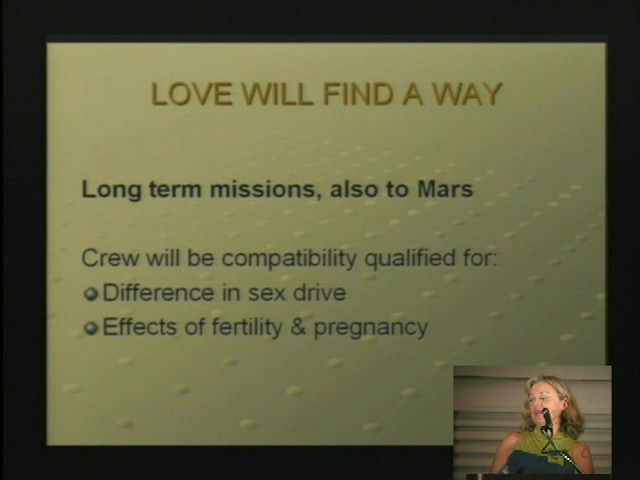 LOVE WILL FIND A WAY
Long term missions, also to Mars
Crew will be compatibility qualified for:
Difference in sex drive
Effects of fertility & pregnancy